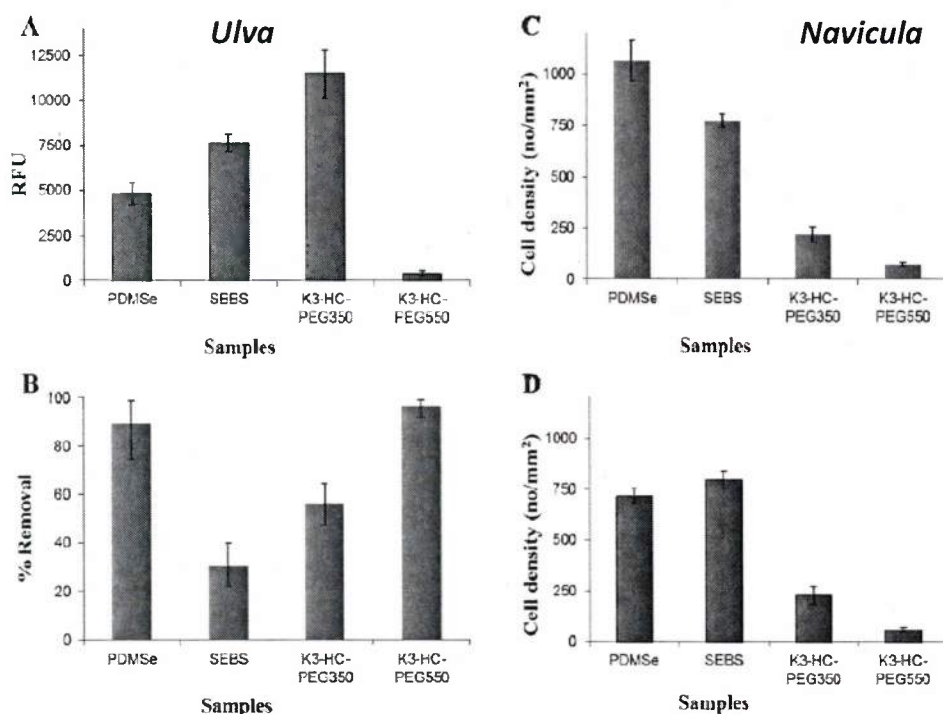 A
Ulva
12500
10000
7500
5000
2500
0
RFU
PDMSe SEBS K3-HC- K3-HC-
PEG350 PEG550
Samples
B
100
80
60
40
20
0
% Removal
PDMSe SEBS K3-HC- K3-HC-
PEG350 PEG550
Samples
C
Navicula
1000
750
500
250
0
Cell density (no/mm²)
PDMSe SEBS K3-HC- K3-HC-
PEG350 PEG550
Samples
D
1000
750
500
250
0
Cell density (no/mm²)
PDMSe SEBS K3-HC- K3-HC-
PEG350 PEG550
Samples